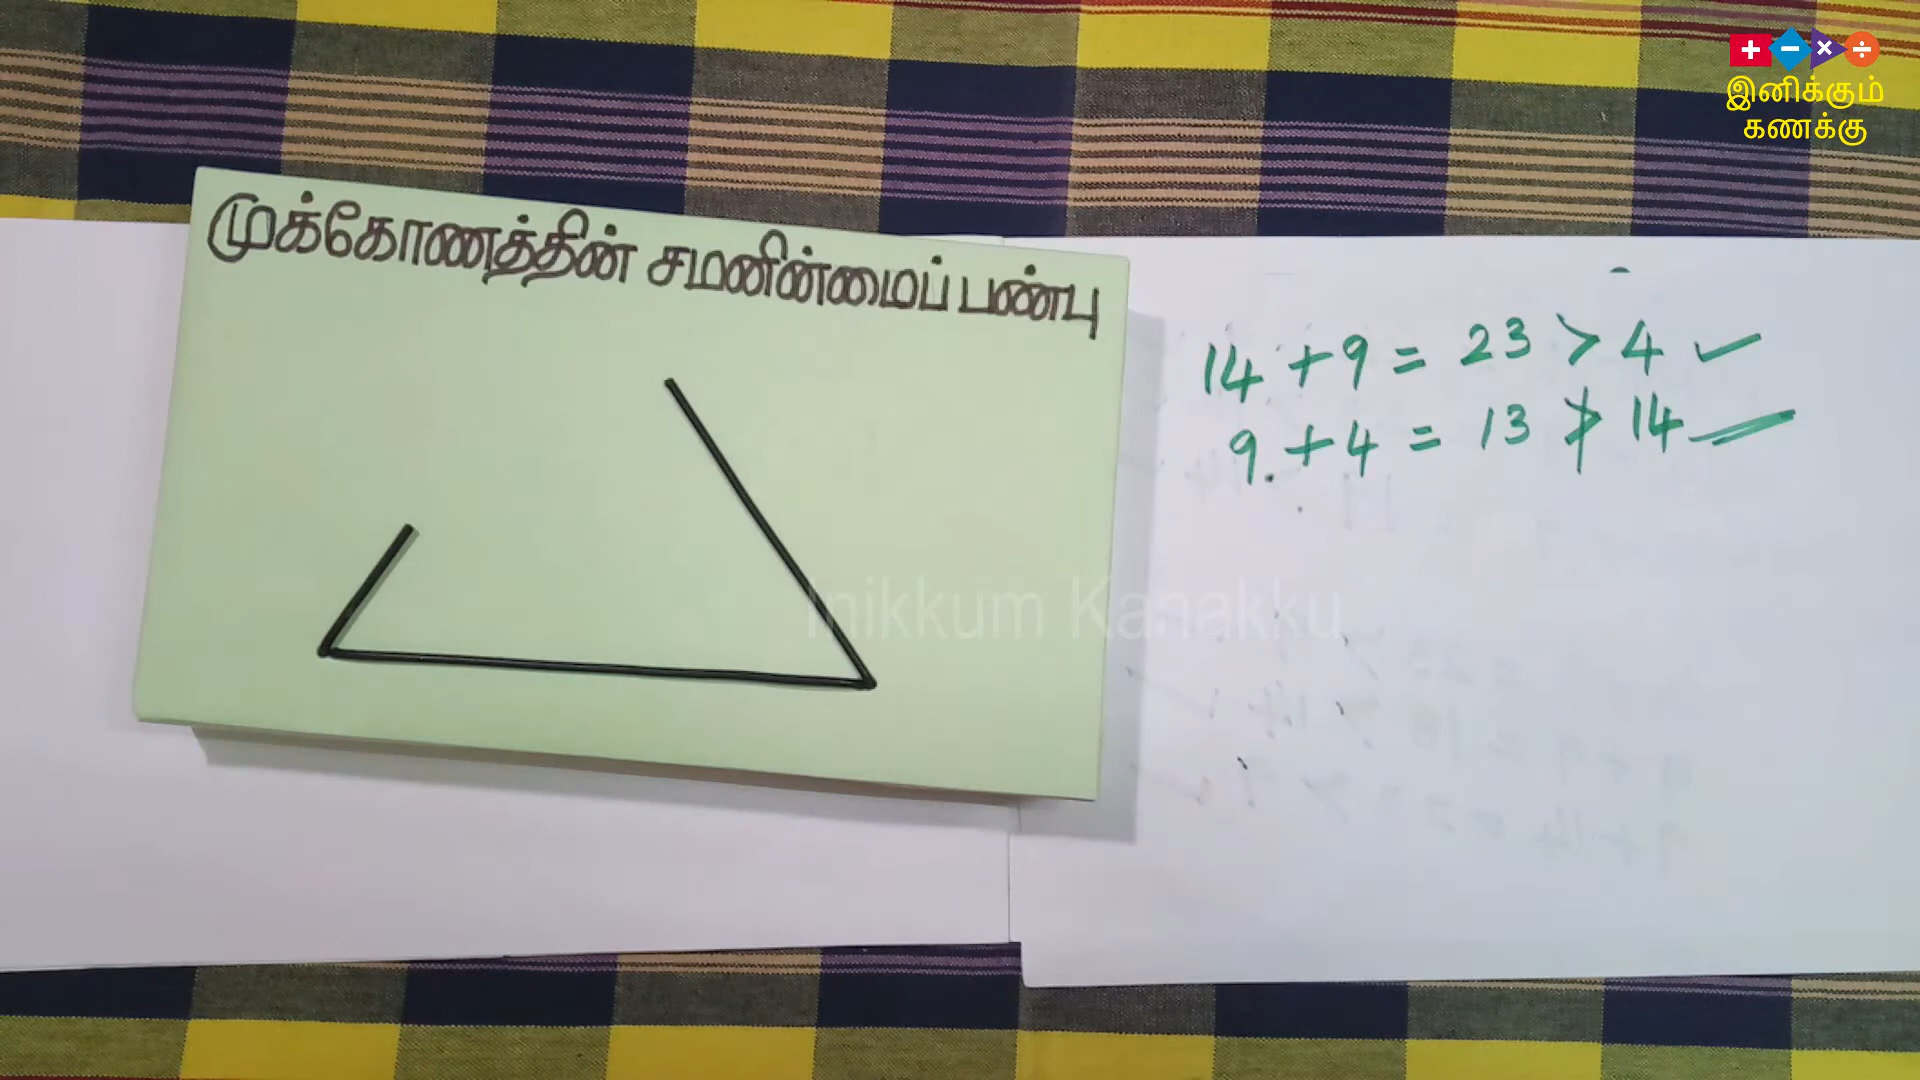 இனிக்கும்
கணக்கு
முக்கோணத்தின் சமனின்மைப் பண்பு
14 + 9 = 23 > 4 ✓
9 + 4 = 13 ≯ 14
Inikkum Kanakku